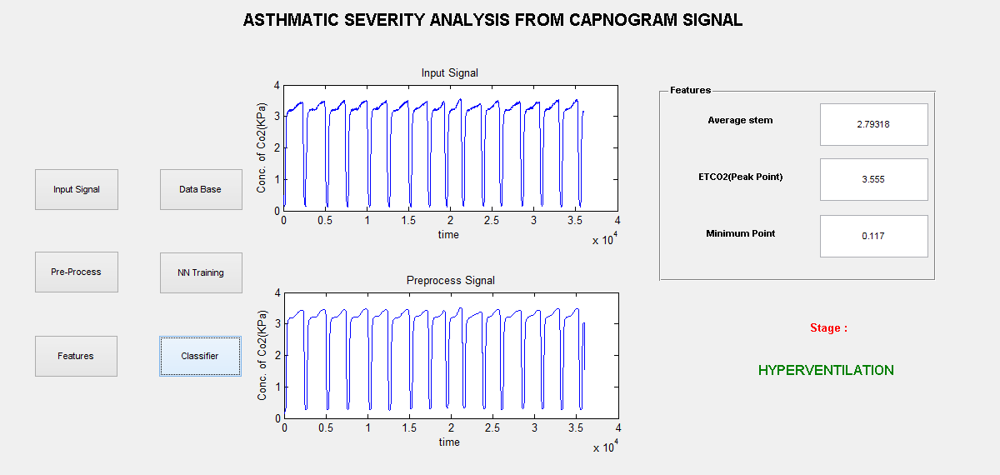 ASTHMATIC SEVERITY ANALYSIS FROM CAPNOGRAM SIGNAL
Input Signal
Data Base
Pre-Process
NN Training
Features
Classifier
Input Signal
Conc. of Co2(KPa)
4
3
2
1
0
0 0.5 1 1.5 2 2.5 3 3.5 4
time
x 10^4
Preprocess Signal
Conc. of Co2(KPa)
4
3
2
1
0
0 0.5 1 1.5 2 2.5 3 3.5 4
time
x 10^4
Features
Average stem 2.79318
ETCO2(Peak Point) 3.555
Minimum Point 0.117
Stage :
HYPERVENTILATION